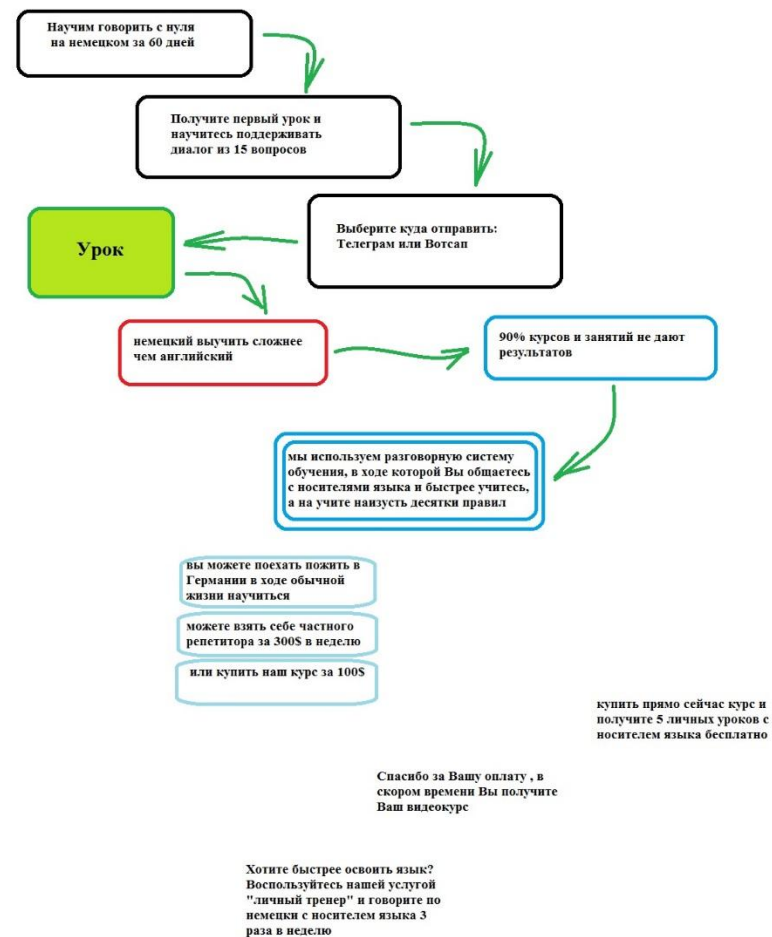 Научим говорить с нуля
на немецком за 60 дней
Получите первый урок и
научитесь поддерживать
диалог из 15 вопросов
Выберите куда отправить:
Телеграм или Вотсап
Урок
немецкий выучить сложнее
чем английский
90% курсов и занятий не дают
результатов
мы используем разговорную систему
обучения, в ходе которой Вы общаетесь
с носителями языка и быстрее учитесь,
а на учите наизусть десятки правил
вы можете поехать пожить в
Германии в ходе обычной
жизни научиться
можете взять себе частного
репетитора за 300$ в неделю
или купить наш курс за 100$
купить прямо сейчас курс и
получите 5 личных уроков с
носителем языка бесплатно
Спасибо за Вашу оплату , в
скором времени Вы получите
Ваш видеокурс
Хотите быстрее освоить язык?
Воспользуйтесь нашей услугой
"личный тренер" и говорите по
немецки с носителем языка 3
раза в неделю